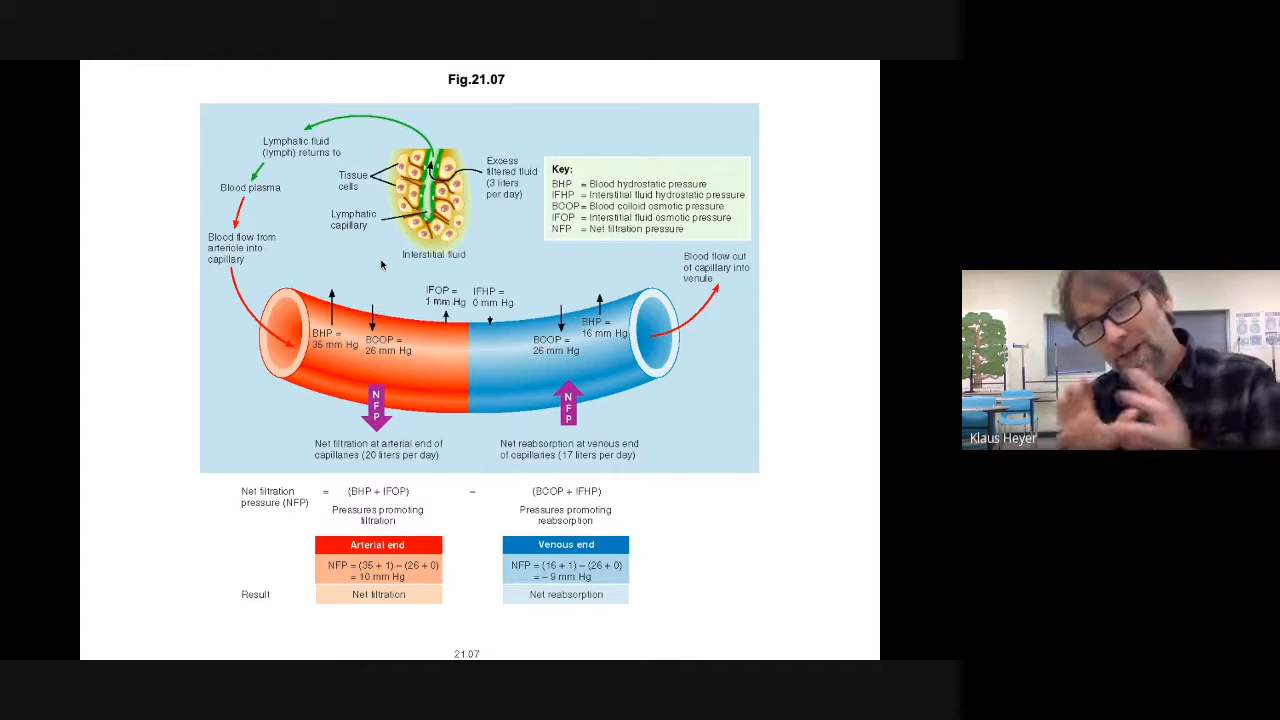 Fig.21.07
Lymphatic fluid
(lymph) returns to
Blood plasma
Blood flow from
arteriole into
capillary
Tissue
cells
Lymphatic
capillary
Excess
filtered fluid
(3 liters
per day)
Interstitial fluid
Key:
BHP = Blood hydrostatic pressure
IFHP = Interstitial fluid hydrostatic pressure
BCOP = Blood colloid osmotic pressure
IFOP = Interstitial fluid osmotic pressure
NFP = Net filtration pressure
Blood flow out
of capillary into
venule
BHP =
35 mm Hg
BCOP =
26 mm Hg
IFOP =
1 mm Hg
IFHP =
0 mm Hg
BCOP =
26 mm Hg
BHP =
16 mm Hg
N
F
P
N
F
P
Net filtration at arterial end of
capillaries (20 liters per day)
Net reabsorption at venous end
of capillaries (17 liters per day)
Net filtration
pressure (NFP)
= (BHP + IFOP) – (BCOP + IFHP)
Pressures promoting
filtration
Pressures promoting
reabsorption
Arterial end
NFP = (35 + 1) – (26 + 0)
= 10 mm Hg
Venous end
NFP = (16 + 1) – (26 + 0)
= – 9 mm Hg
Result
Net filtration
Net reabsorption
21.07
Klaus Heyer